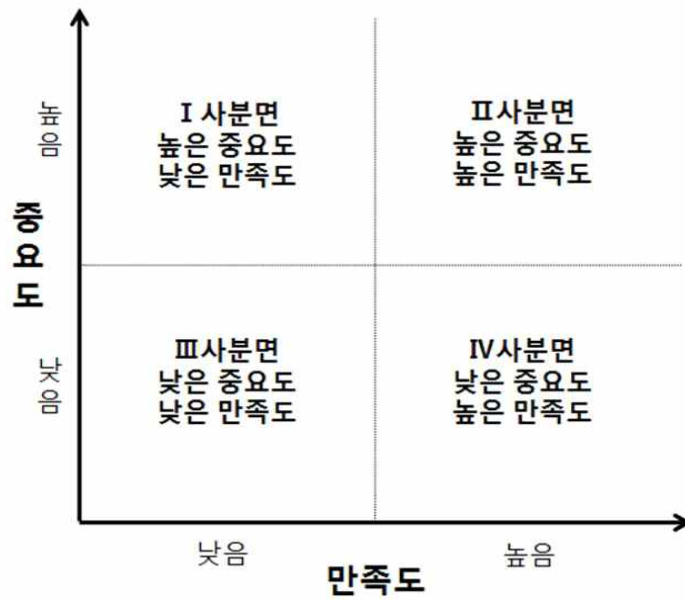 높음
Ⅰ 사분면
높은 중요도
낮은 만족도
Ⅱ사분면
높은 중요도
높은 만족도
중요도
낮음
Ⅲ사분면
낮은 중요도
낮은 만족도
Ⅳ사분면
낮은 중요도
높은 만족도
낮음
높음
만족도